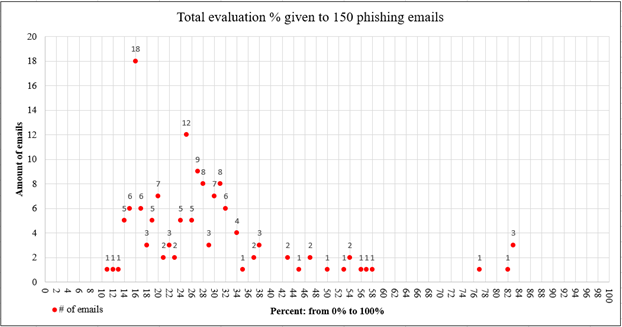 Total evaluation % given to 150 phishing emails
Amount of emails
20
18
16
14
12
10
8
6
4
2
0
18
12
9
8 8
7 7
6 6 6
5 5 5 5
4
3 3 3 3 3
2 2 2 2 2 2
1 1 1 1 1 1 1 1 1 1 1 1
0 2 4 6 8 10 12 14 16 18 20 22 24 26 28 30 32 34 36 38 40 42 44 46 48 50 52 54 56 58 60 62 64 66 68 70 72 74 76 78 80 82 84 86 88 90 92 94 96 98 100
# of emails
Percent: from 0% to 100%